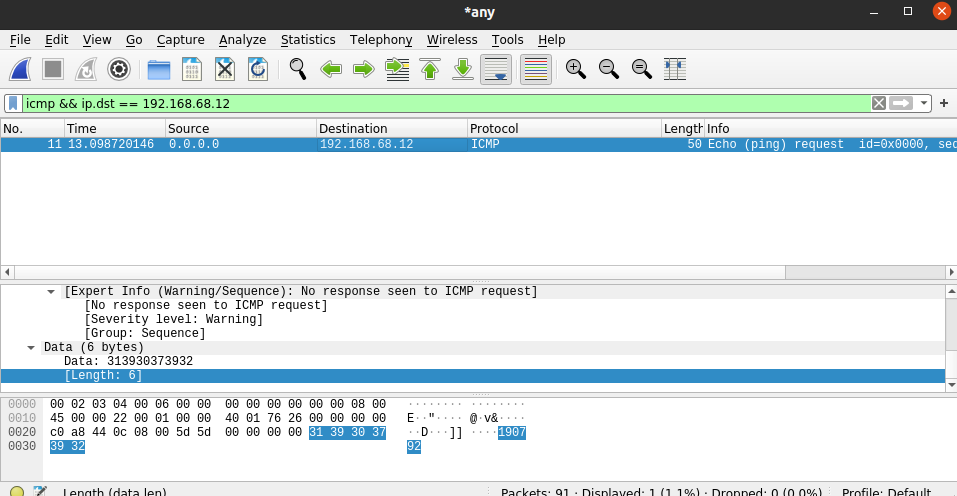 *any
File Edit View Go Capture Analyze Statistics Telephony Wireless Tools Help
icmp && ip.dst == 192.168.68.12
No. Time Source Destination Protocol Length Info
11 13.098720146 0.0.0.0 192.168.68.12 ICMP 50 Echo (ping) request id=0x0000, seq
[Expert Info (Warning/Sequence): No response seen to ICMP request]
[No response seen to ICMP request]
[Severity level: Warning]
[Group: Sequence]
Data (6 bytes)
Data: 313930373932
[Length: 6]
0000 00 02 03 04 00 06 00 00 00 00 00 00 00 00 08 00 ········ ········
0010 45 00 00 22 00 01 00 00 40 01 76 26 00 00 00 00 E··"···· @·v&····
0020 c0 a8 44 0c 08 00 5d 5d 00 00 00 00 31 39 30 37 ··D···]] ····1907
0030 39 32 92
Length (data.len) Packets: 91 · Displayed: 1 (1.1%) · Dropped: 0 (0.0%) Profile: Default